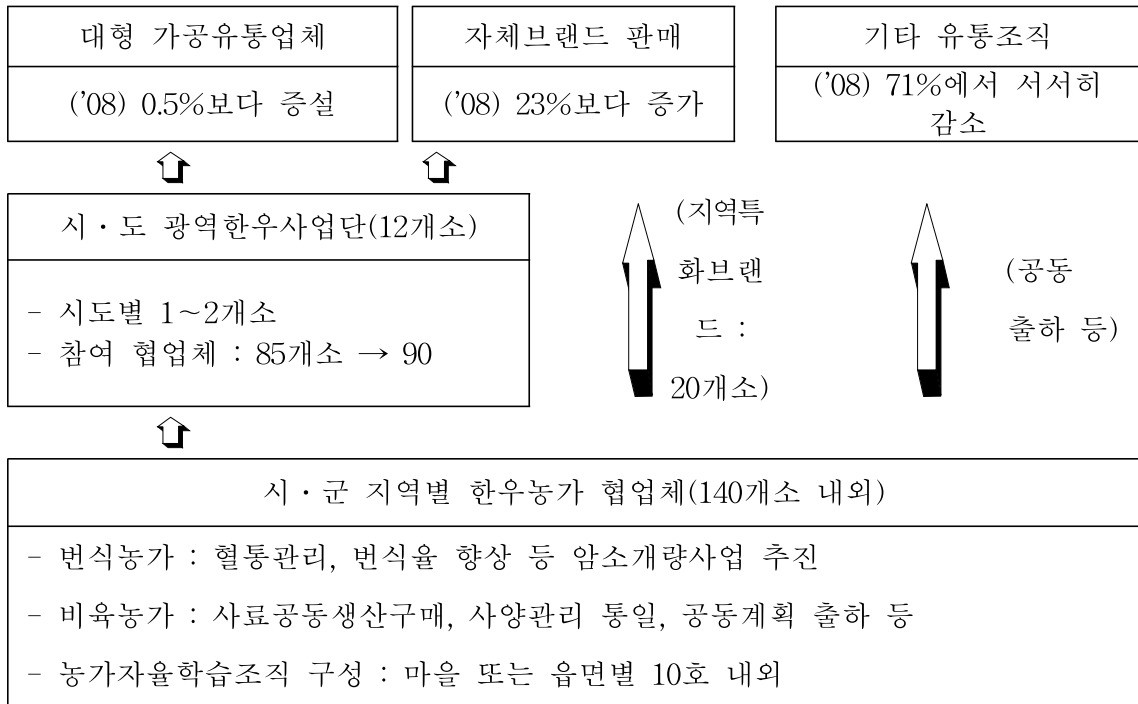 대형 가공유통업체
(’08) 0.5%보다 증설
자체브랜드 판매
(’08) 23%보다 증가
기타 유통조직
(’08) 71%에서 서서히
감소
시·도 광역한우사업단(12개소)
- 시도별 1~2개소
- 참여 협업체 : 85개소 → 90
(지역특
화브랜
드 :
20개소)
(공동
출하 등)
시·군 지역별 한우농가 협업체(140개소 내외)
- 번식농가 : 혈통관리, 번식율 향상 등 암소개량사업 추진
- 비육농가 : 사료공동생산구매, 사양관리 통일, 공동계획 출하 등
- 농가자율학습조직 구성 : 마을 또는 읍면별 10호 내외